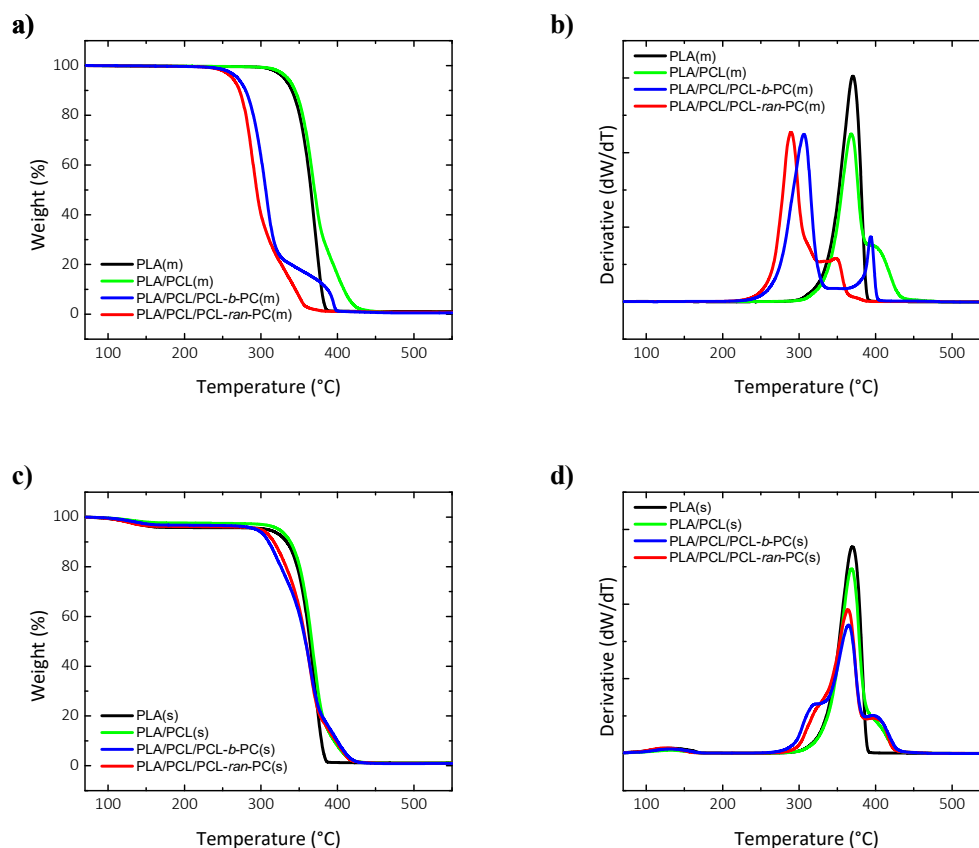 a)
100
80
60
40
20
0
Weight (%)
PLA(m)
PLA/PCL(m)
PLA/PCL/PCL-b-PC(m)
PLA/PCL/PCL-ran-PC(m)
100 200 300 400 500
Temperature (°C)
b)
Derivative (dW/dT)
PLA(m)
PLA/PCL(m)
PLA/PCL/PCL-b-PC(m)
PLA/PCL/PCL-ran-PC(m)
100 200 300 400 500
Temperature (°C)
c)
100
80
60
40
20
0
Weight (%)
PLA(s)
PLA/PCL(s)
PLA/PCL/PCL-b-PC(s)
PLA/PCL/PCL-ran-PC(s)
100 200 300 400 500
Temperature (°C)
d)
Derivative (dW/dT)
PLA(s)
PLA/PCL(s)
PLA/PCL/PCL-b-PC(s)
PLA/PCL/PCL-ran-PC(s)
100 200 300 400 500
Temperature (°C)